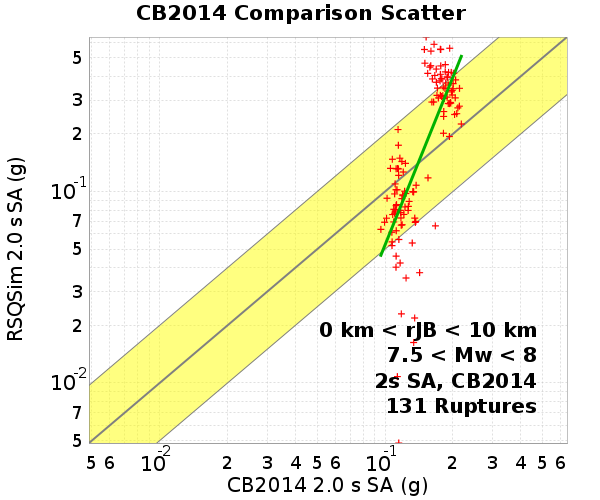 CB2014 Comparison Scatter
RSQSim 2.0 s SA (g)
5
3
2
10-1
7
5
3
2
10-2
7
5
0 km < rJB < 10 km
7.5 < Mw < 8
2s SA, CB2014
131 Ruptures
5 6 10-2 2 3 4 5 6 10-1 2 3 4 5 6
CB2014 2.0 s SA (g)